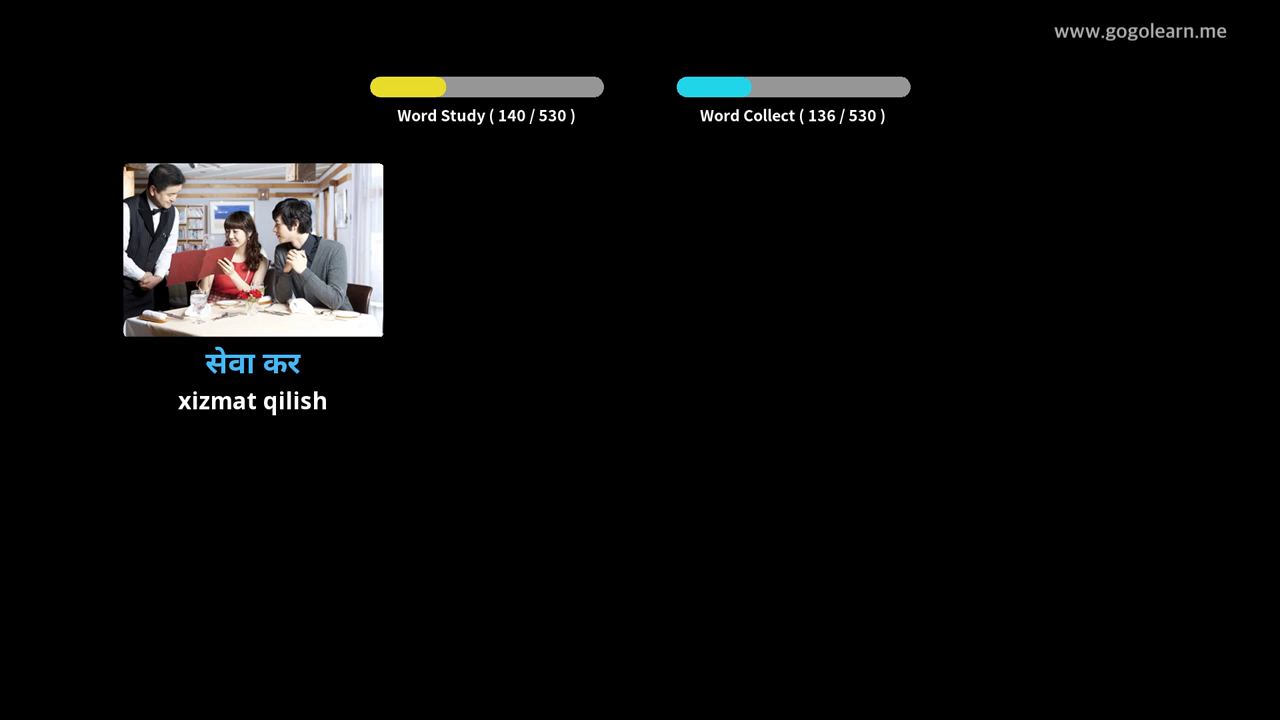 www.gogolearn.me
Word Study ( 140 / 530 )
Word Collect ( 136 / 530 )
सेवा कर
xizmat qilish